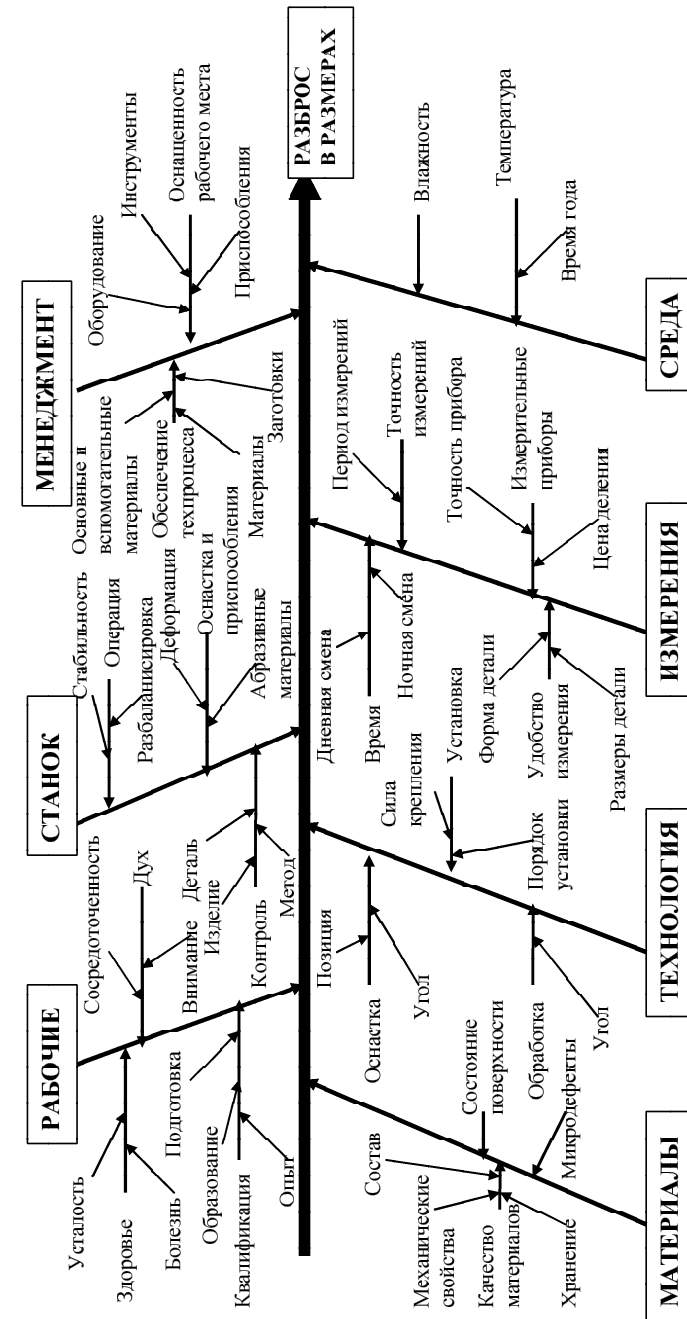 РАБОЧИЕ
Усталость
Здоровье
Болезнь
Сосредоточенность
Дух
Внимание
Подготовка
Образование
Квалификация
Опыт
СТАНОК
Стабильность
Операция
Разбаланисировка
Деформация
Оснастка и
приспособления
Абразивные
материалы
Деталь
Изделие
Контроль
Метод
МЕНЕДЖМЕНТ
Оборудование
Инструменты
Оснащенность
рабочего места
Приспособления
Основные и
вспомогательные
материалы
Обеспечение
техпроцесса
Материалы
Заготовки
РАЗБРОС
В РАЗМЕРАХ
МАТЕРИАЛЫ
Состав
Механические
свойства
Качество
материалов
Хранение
Состояние
поверхности
Микродефекты
ТЕХНОЛОГИЯ
Позиция
Оснастка
Угол
Сила
крепления
Установка
Порядок
установки
Обработка
Угол
ИЗМЕРЕНИЯ
Дневная смена
Время
Ночная смена
Период измерений
Точность
измерений
Форма детали
Удобство
измерения
Размеры детали
Точность прибора
Измерительные
приборы
Цена деления
СРЕДА
Влажность
Температура
Время года